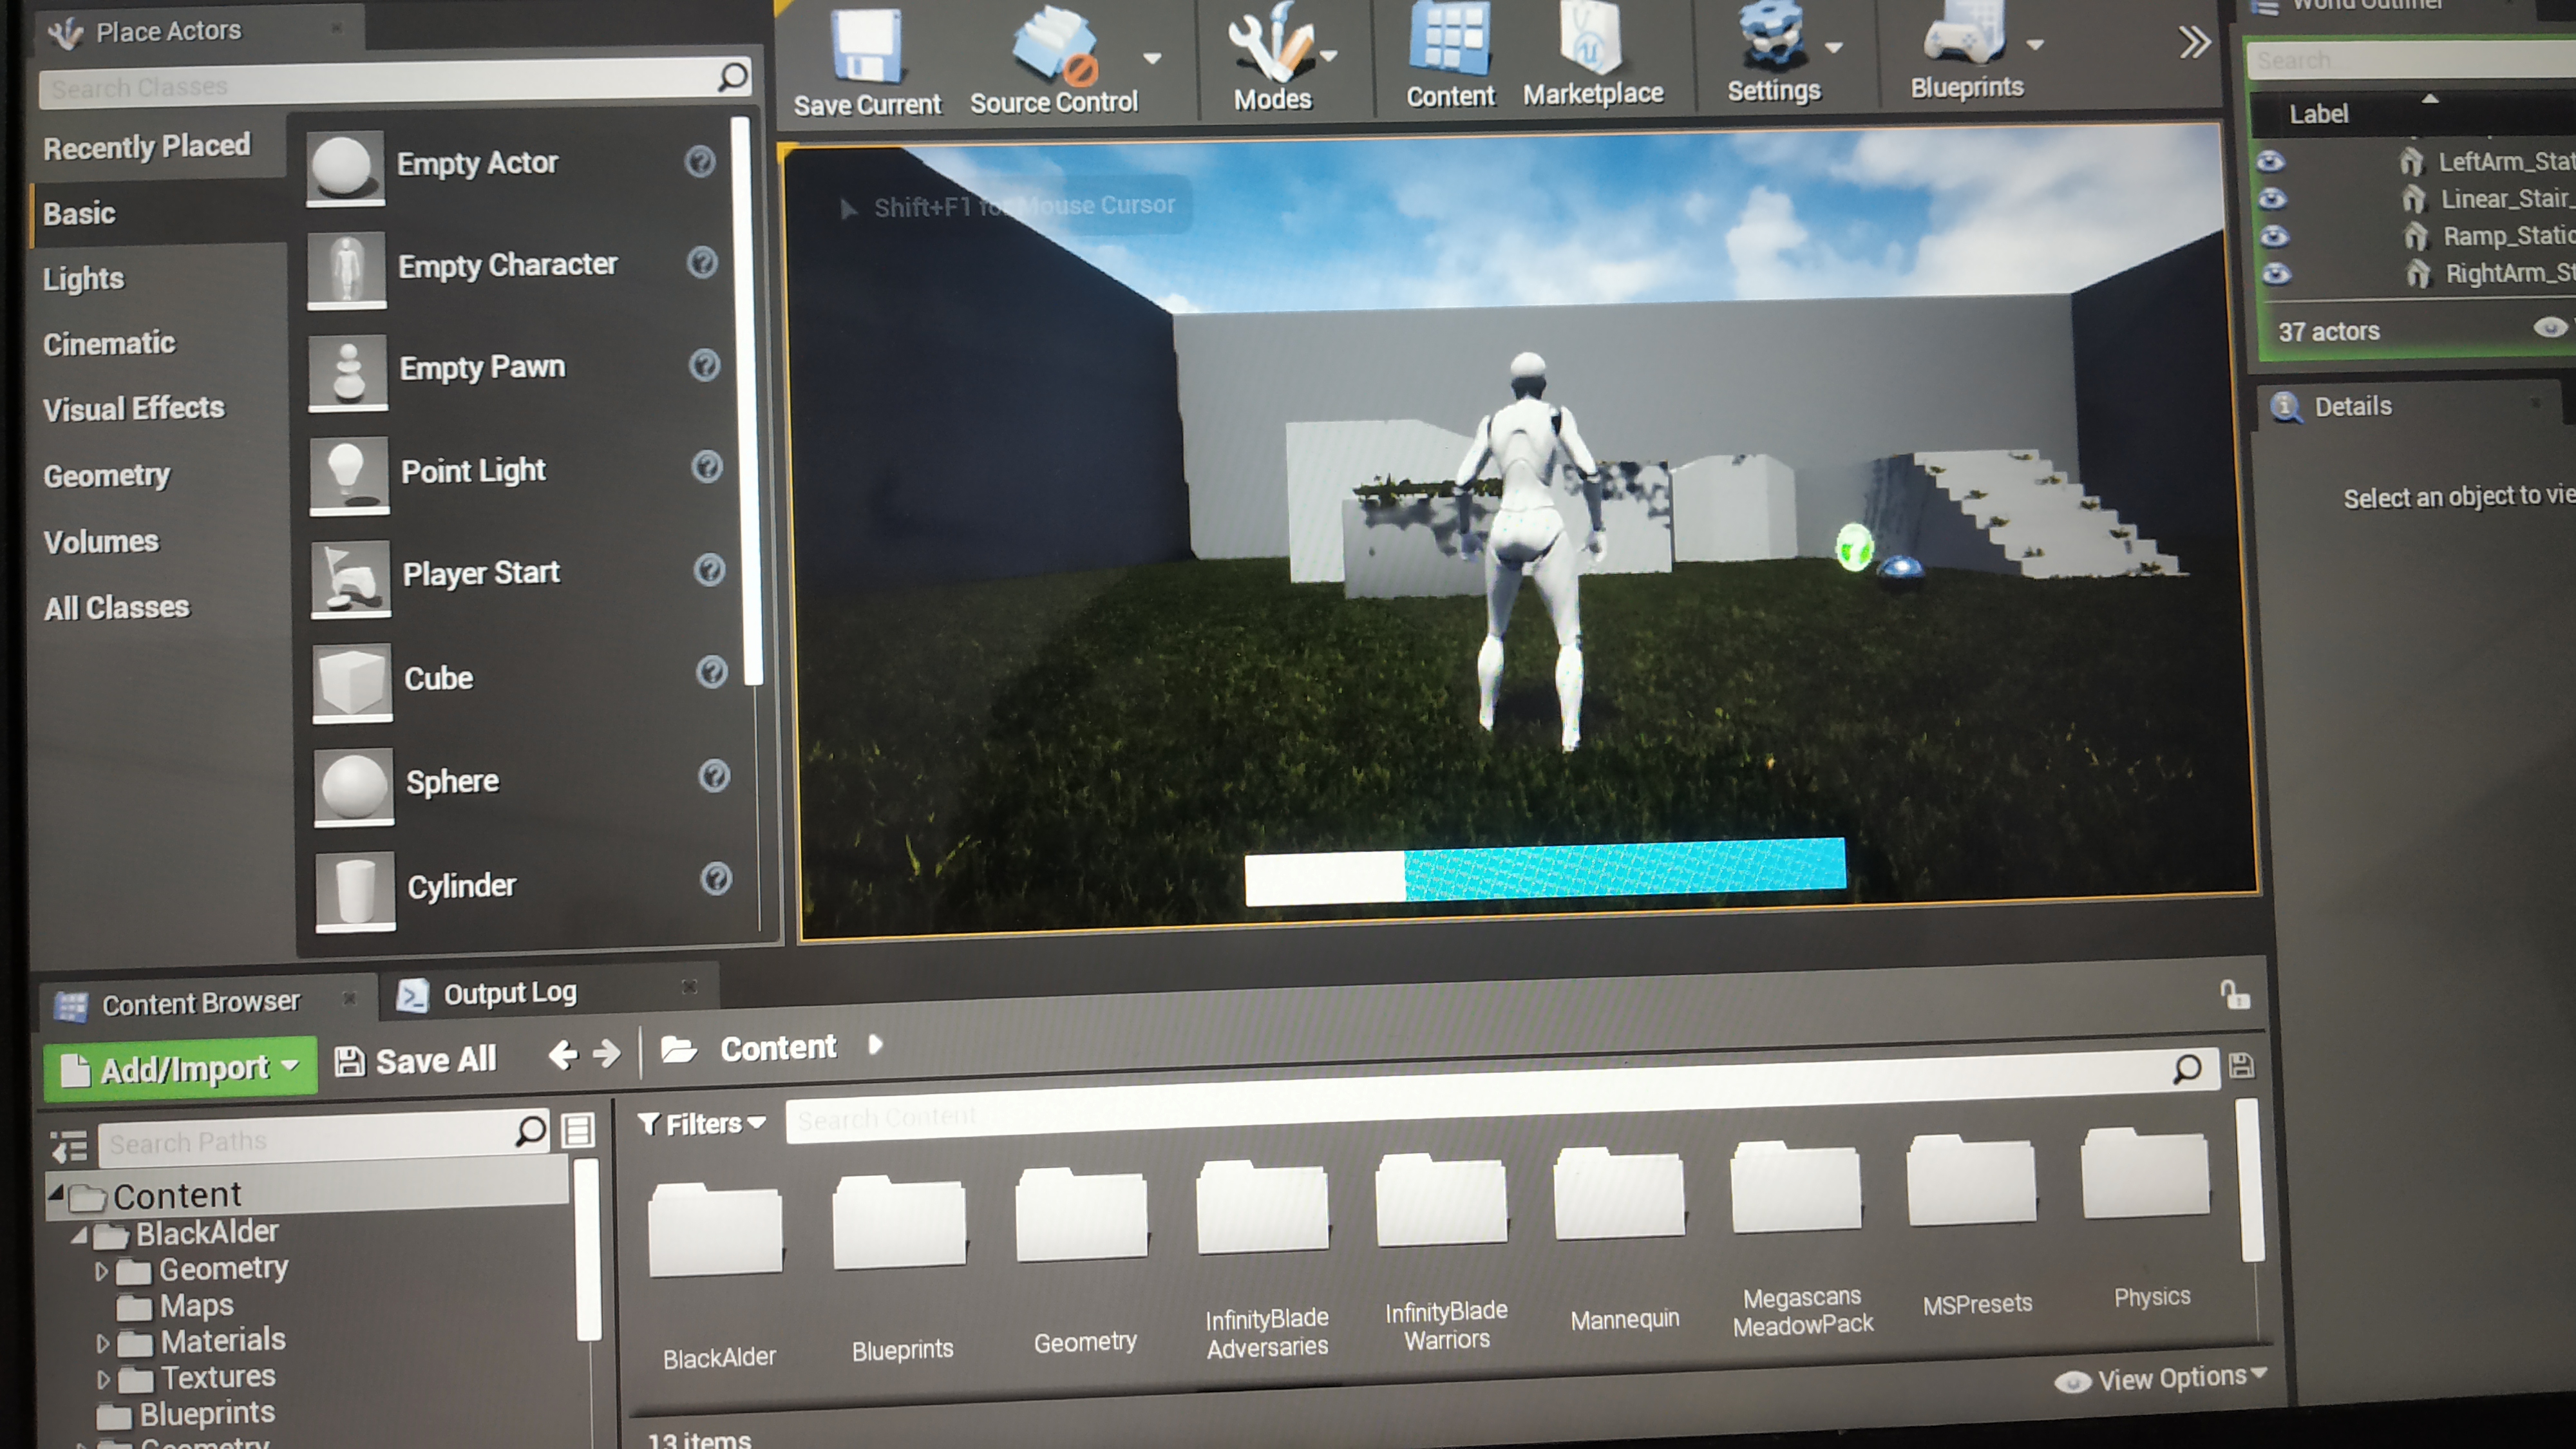 Place Actors
Search Classes
Recently Placed
Basic
Lights
Cinematic
Visual Effects
Geometry
Volumes
All Classes
Empty Actor
Empty Character
Empty Pawn
Point Light
Player Start
Cube
Sphere
Cylinder
Save Current
Source Control
Modes
Content
Marketplace
Settings
Blueprints
Shift+F1 for Mouse Cursor
World Outliner
Search
Label
LeftArm_Stat
Linear_Stair_
Ramp_Static
RightArm_St
37 actors
Details
Select an object to vie
Content Browser
Output Log
Add/Import
Save All
Content
Search Paths
Filters
Search Content
Content
BlackAlder
Geometry
Maps
Materials
Textures
Blueprints
Geometry
BlackAlder
Blueprints
Geometry
InfinityBlade
Adversaries
InfinityBlade
Warriors
Mannequin
Megascans
MeadowPack
MSPresets
Physics
13 items
View Options